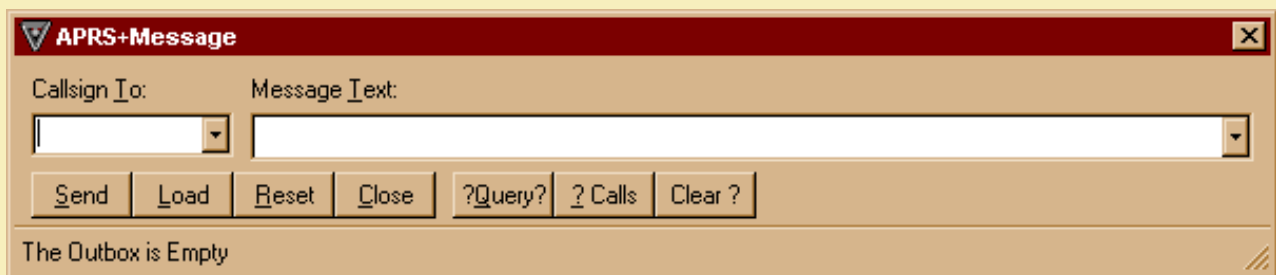 APRS+Message
Callsign To: Message Text:
Send Load Reset Close ?Query? ? Calls Clear ?
The Outbox is Empty